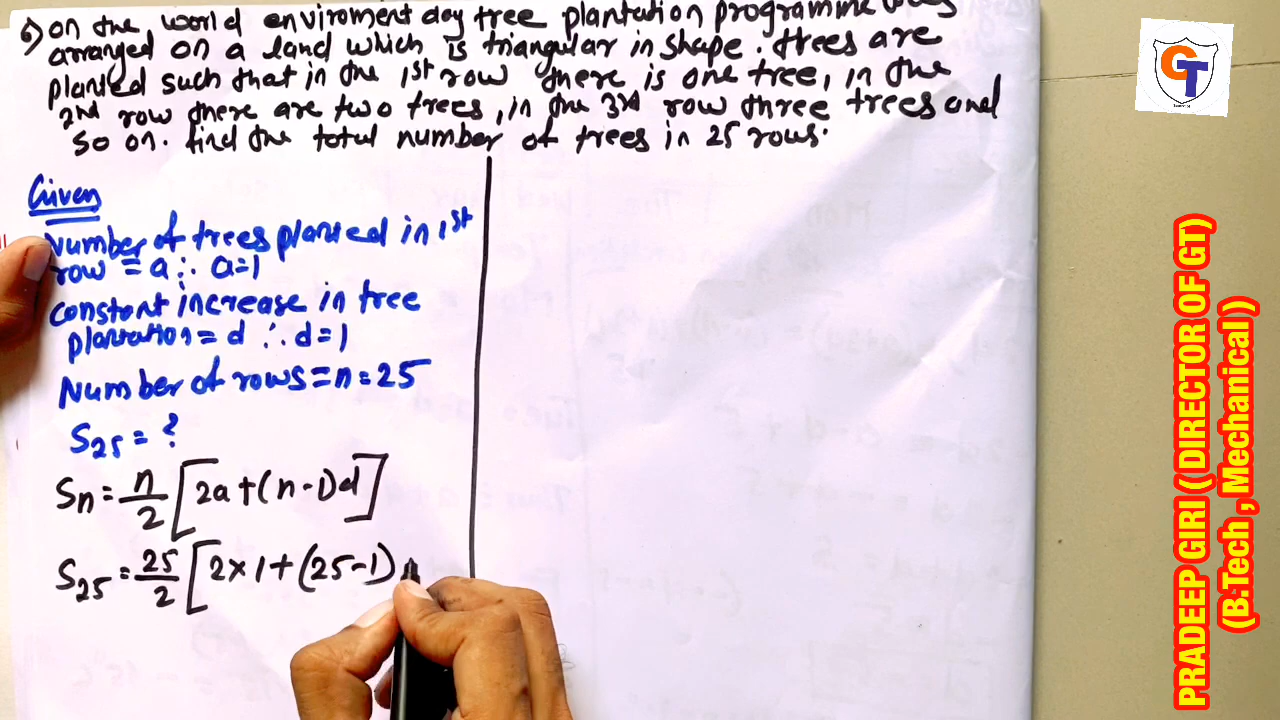 6) on the world enviroment day tree plantation programme was
arranged on a land which is triangular in shape. trees are
planted such that in the 1st row there is one tree, in the
2nd row there are two trees, in the 3rd row three trees and
so on. find the total number of trees in 25 rows.
Given
Number of trees planted in 1st
row = a ∴ a=1
constant increase in tree
plantation = d ∴ d=1
Number of rows = n = 25
S25 = ?
Sn = n/2 [2a+(n-1)d]
S25 = 25/2 [2×1+(25-1)
GT
PRADEEP GIRI ( DIRECTOR OF GT)
(B.Tech , Mechanical )